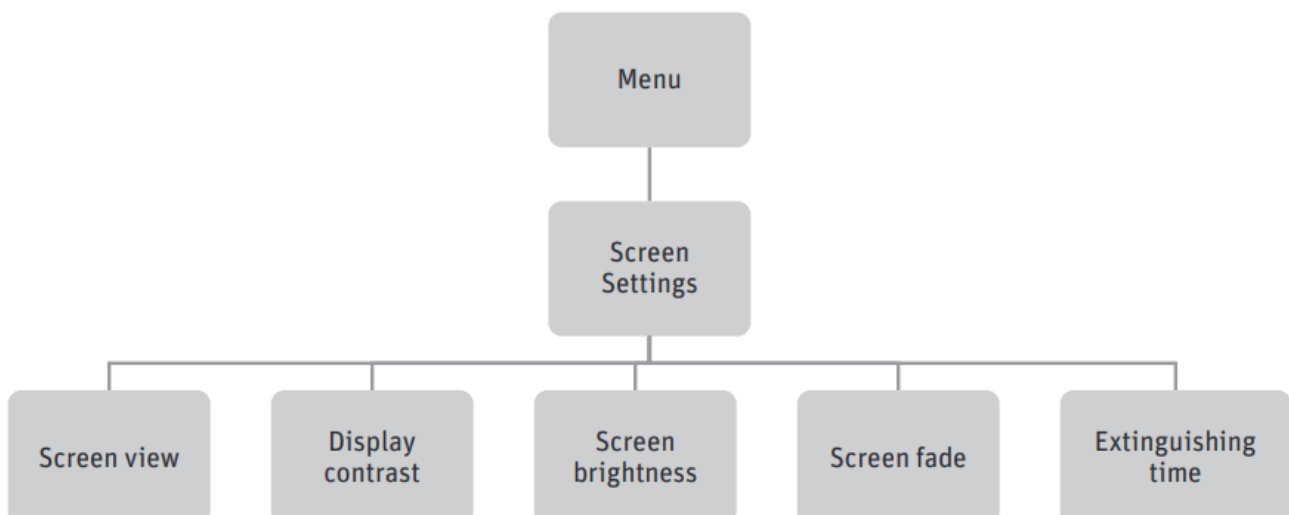 Menu
Screen
Settings
Screen view
Display
contrast
Screen
brightness
Screen fade
Extinguishing
time